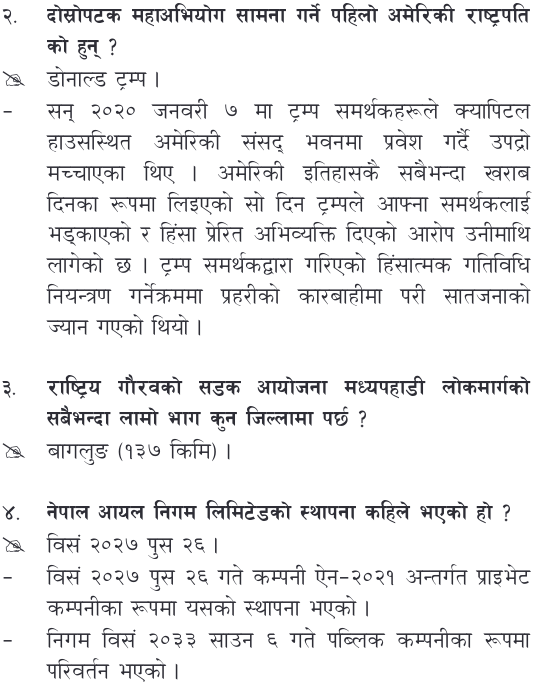 २. दोस्रोपटक महाअभियोग सामना गर्ने पहिलो अमेरिकी राष्ट्रपति
को हुन् ?
डोनाल्ड ट्रम्प ।
- सन् २०२० जनवरी ७ मा ट्रम्प समर्थकहरूले क्यापिटल
हाउसस्थित अमेरिकी संसद् भवनमा प्रवेश गर्दै उपद्रो
मच्चाएका थिए । अमेरिकी इतिहासकै सबैभन्दा खराब
दिनका रूपमा लिइएको सो दिन ट्रम्पले आफ्ना समर्थकलाई
भड्काएको र हिंसा प्रेरित अभिव्यक्ति दिएको आरोप उनीमाथि
लागेको छ । ट्रम्प समर्थकद्वारा गरिएको हिंसात्मक गतिविधि
नियन्त्रण गर्नेक्रममा प्रहरीको कारबाहीमा परी सातजनाको
ज्यान गएको थियो ।
३. राष्ट्रिय गौरबको सडक आयोजना मध्यपहाडी लोकमार्गको
सबैभन्दा लामो भाग कुन जिल्लामा पर्छ ?
बागलुङ (१३७ किमि) ।
४. नेपाल आयल निगम लिमिटेडको स्थापना कहिले भएको हो ?
विसं २०२७ पुस २६ ।
- विसं २०२७ पुस २६ गते कम्पनी ऐन-२०२१ अन्तर्गत प्राइभेट
कम्पनीका रूपमा यसको स्थापना भएको ।
- निगम विसं २०३३ साउन ६ गते पब्लिक कम्पनीका रूपमा
परिवर्तन भएको ।